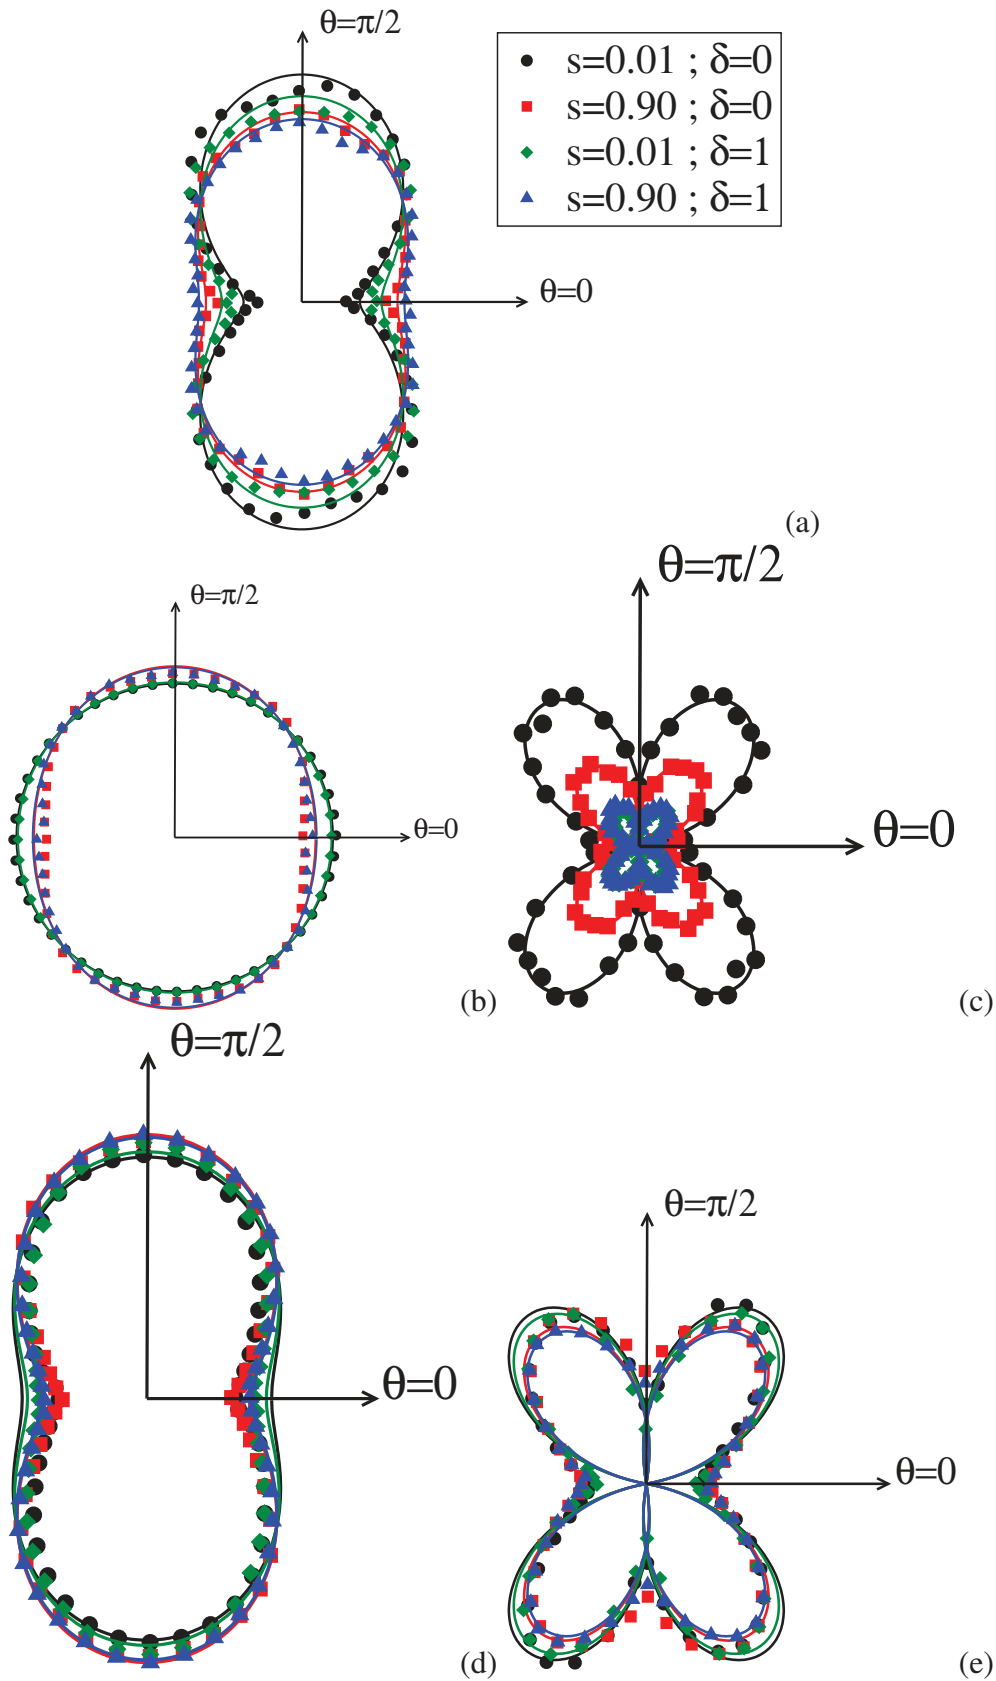 θ=π/2
s=0.01 ; δ=0
s=0.90 ; δ=0
s=0.01 ; δ=1
s=0.90 ; δ=1
θ=0
(a)
θ=π/2
θ=0
(b)
θ=π/2
θ=0
(c)
θ=π/2
θ=0
(d)
θ=π/2
θ=0
(e)